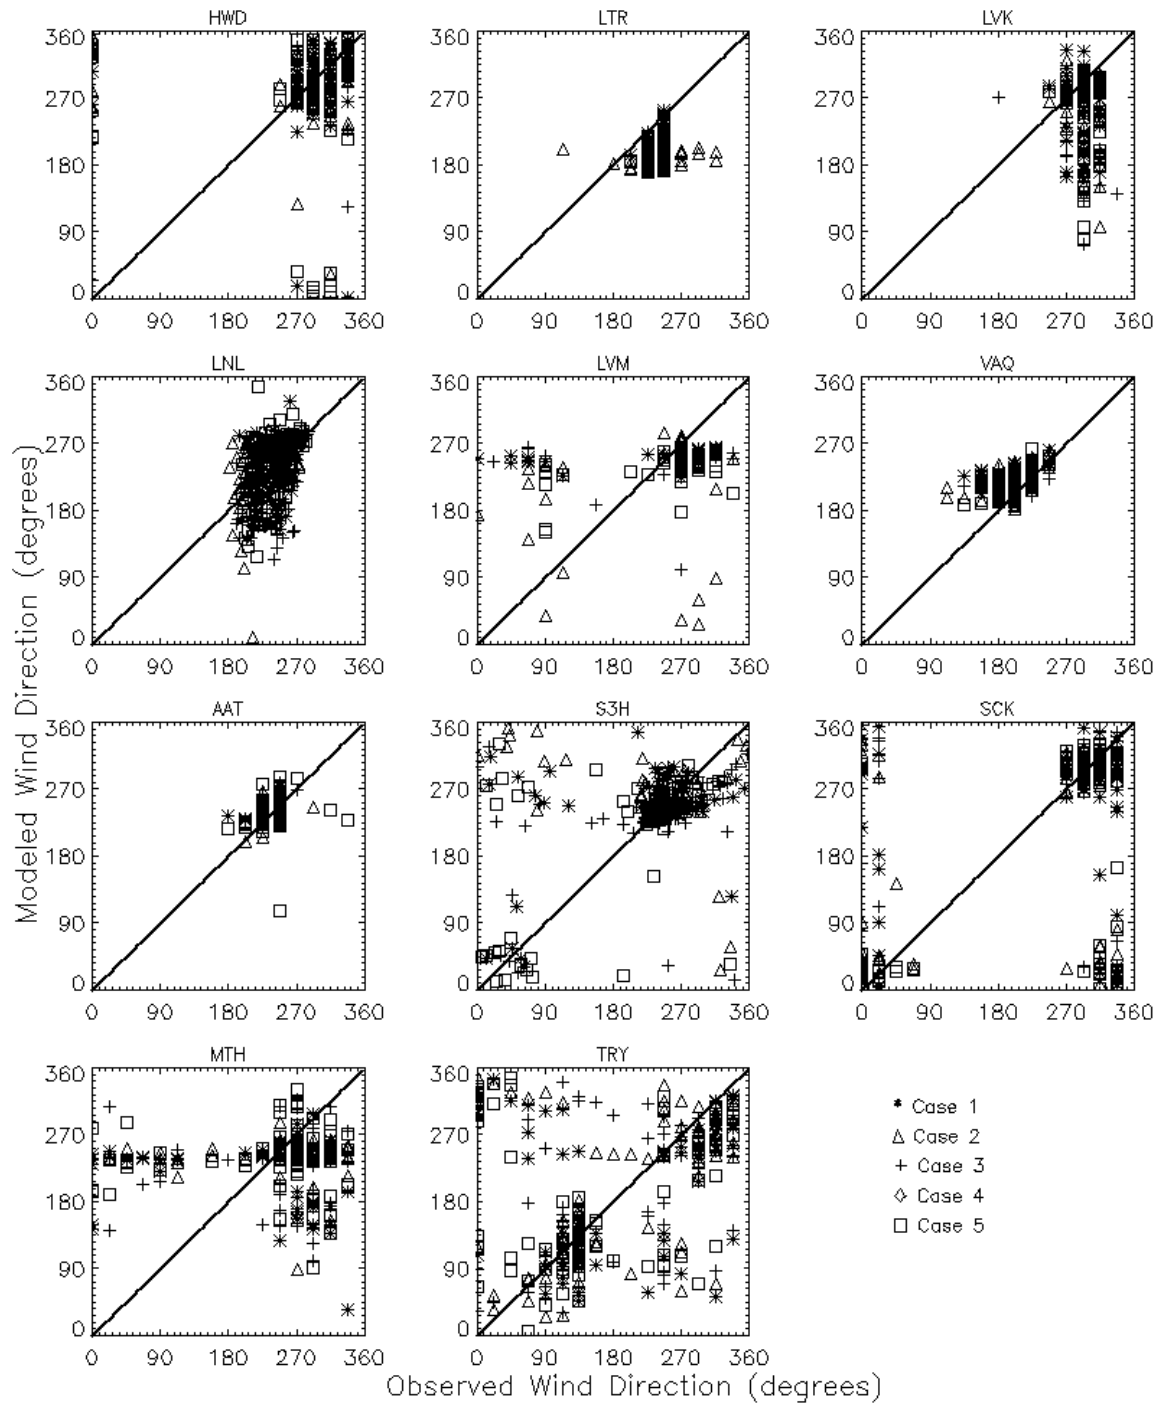 HWD LTR LVK
360 360 360
270 270 270
180 180 180
90 90 90
0 0 0
0 90 180 270 360 0 90 180 270 360 0 90 180 270 360
LNL LVM VAQ
360 360 360
270 270 270
180 180 180
90 90 90
0 0 0
0 90 180 270 360 0 90 180 270 360 0 90 180 270 360
Modeled Wind Direction (degrees)
AAT S3H SCK
360 360 360
270 270 270
180 180 180
90 90 90
0 0 0
0 90 180 270 360 0 90 180 270 360 0 90 180 270 360
MTH TRY
360 360
270 270
180 180
90 90
0 0
0 90 180 270 360 0 90 180 270 360
Case 1
Case 2
Case 3
Case 4
Case 5
Observed Wind Direction (degrees)